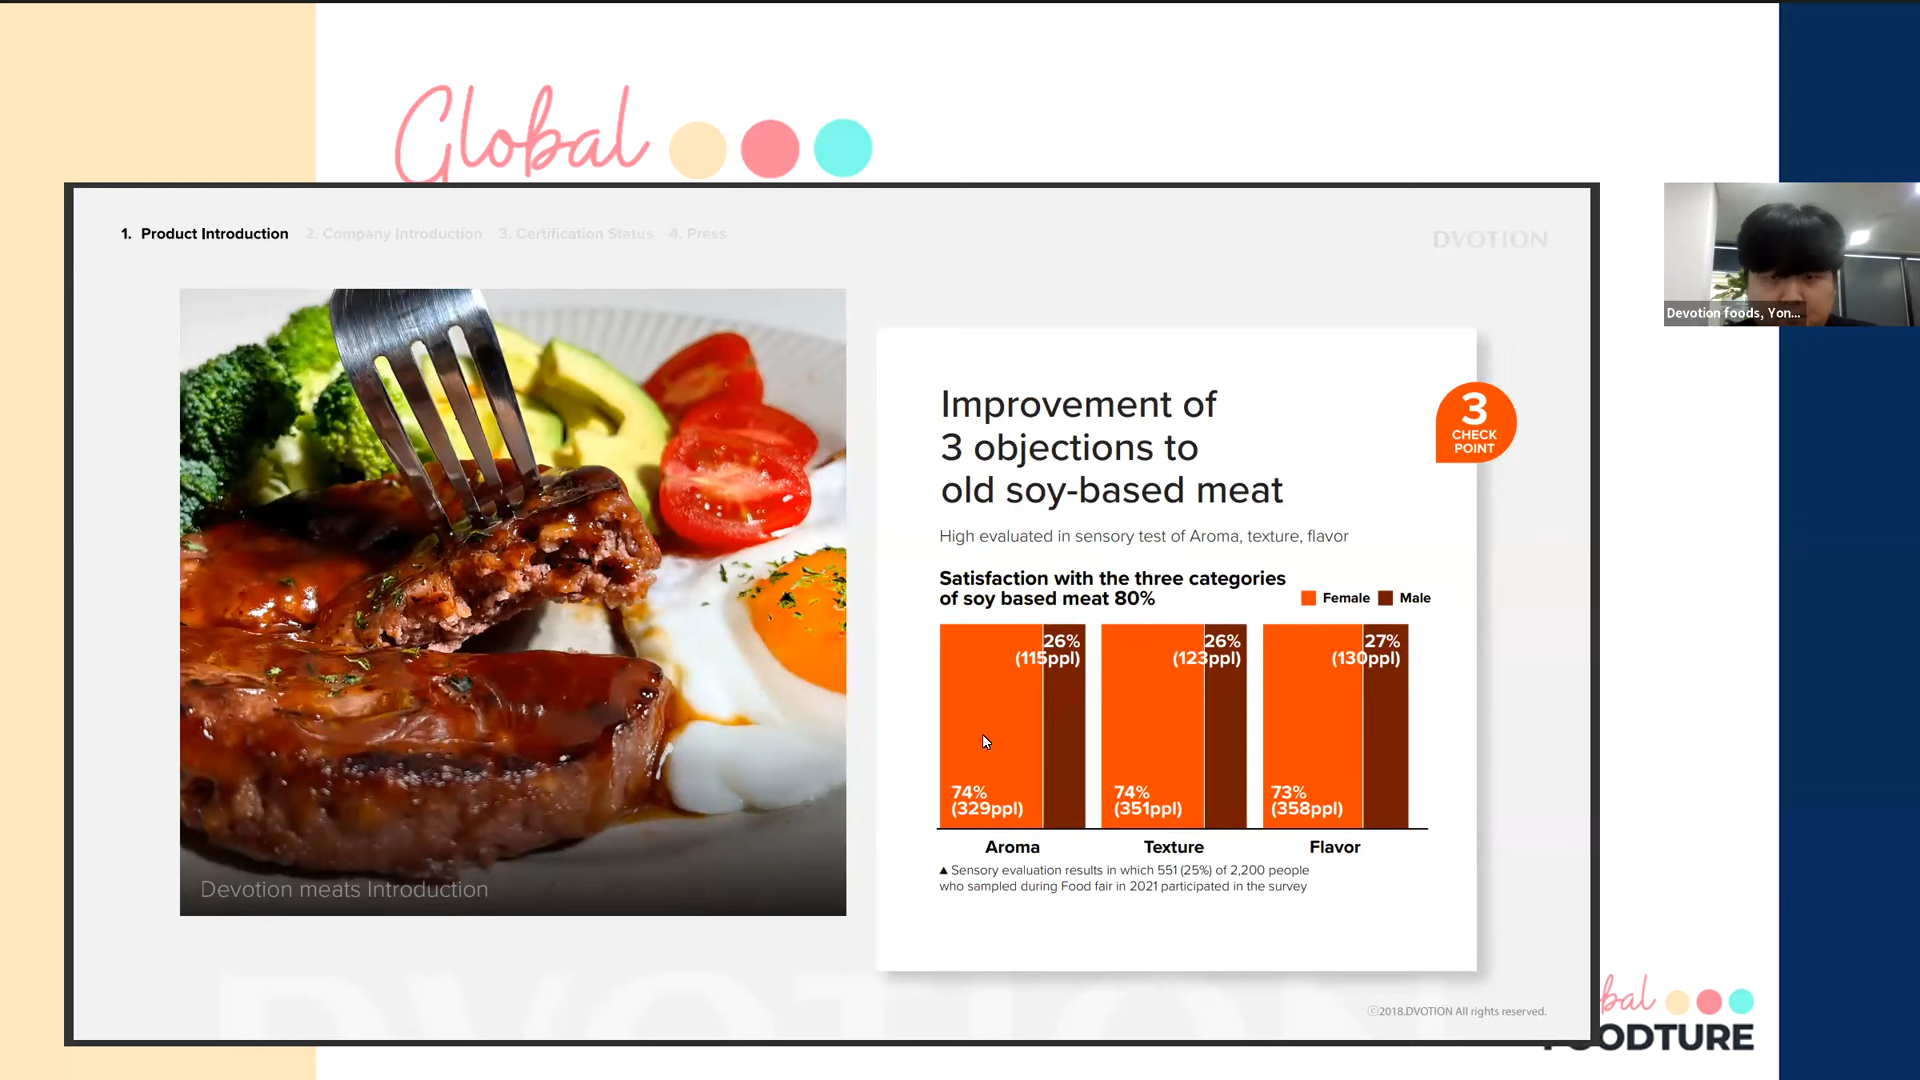 Global
1. Product Introduction 2. Company Introduction 3. Certification Status 4. Press
DVOTION
Devotion foods, Yon...
Improvement of
3 objections to
old soy-based meat
3
CHECK
POINT
High evaluated in sensory test of Aroma, texture, flavor
Satisfaction with the three categories
of soy based meat 80%
Female Male
26%
(115ppl)
26%
(123ppl)
27%
(130ppl)
74%
(329ppl)
74%
(351ppl)
73%
(358ppl)
Aroma Texture Flavor
▲ Sensory evaluation results in which 551 (25%) of 2,200 people
who sampled during Food fair in 2021 participated in the survey
Devotion meats Introduction
DVOTION
ⓒ2018.DVOTION All rights reserved.
bal
OODTURE